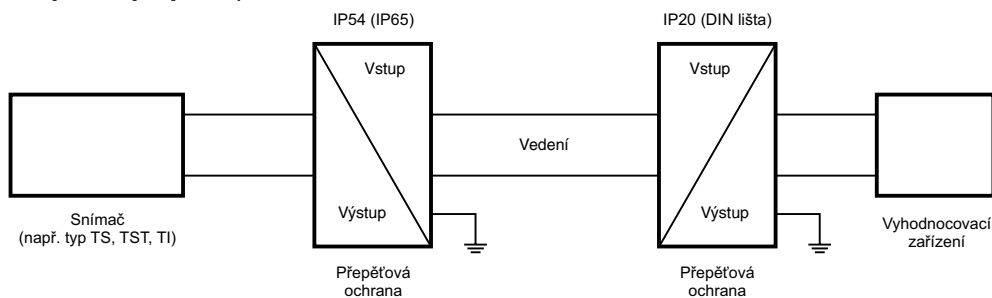 IP54 (IP65)
IP20 (DIN lišta)
Vstup
Vstup
Vedení
Výstup
Výstup
Snímač
(např. typ TS, TST, TI)
Vyhodnocovací
zařízení
Přepěťová
ochrana
Přepěťová
ochrana